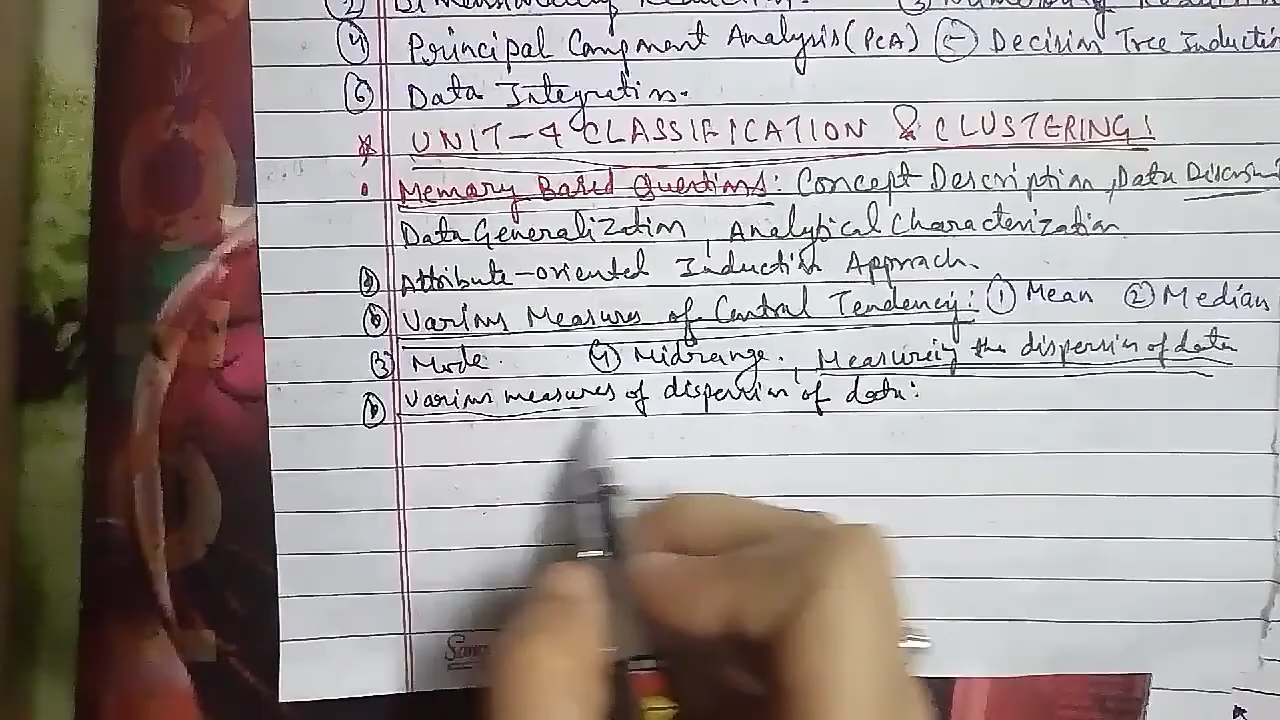 ④ Principal Component Analysis (PCA) ⑤ Decision Tree Induction
⑥ Data Integration.
* UNIT-4 CLASSIFICATION & CLUSTERING!
• Memory Based Questions: Concept Description, Data
Data Generalization, Analytical Characterization
Attribute-oriented Induction Approach.
Various Measures of Central Tendency: ① Mean ② Median
③ Mode. ④ Midrange. Measuring the dispersion of data
Various measures of dispersion of data: